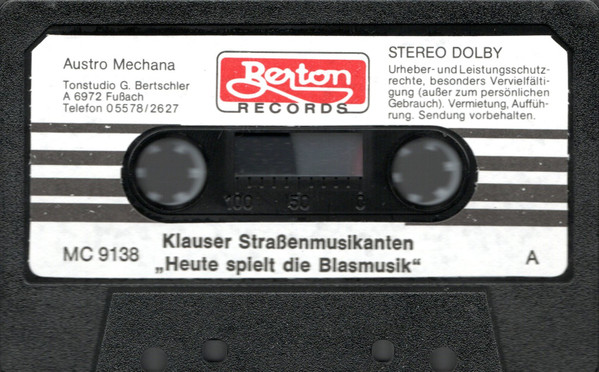 Austro Mechana
Tonstudio G. Bertschler
A 6972 Fußach
Telefon 05578/2627
Berton
RECORDS
STEREO DOLBY
Urheber- und Leistungsschutz-
rechte, besonders Vervielfälti-
gung (außer zum persönlichen
Gebrauch). Vermietung, Auffüh-
rung. Sendung vorbehalten.
100 50 0
MC 9138
Klauser Straßenmusikanten
„Heute spielt die Blasmusik“
A